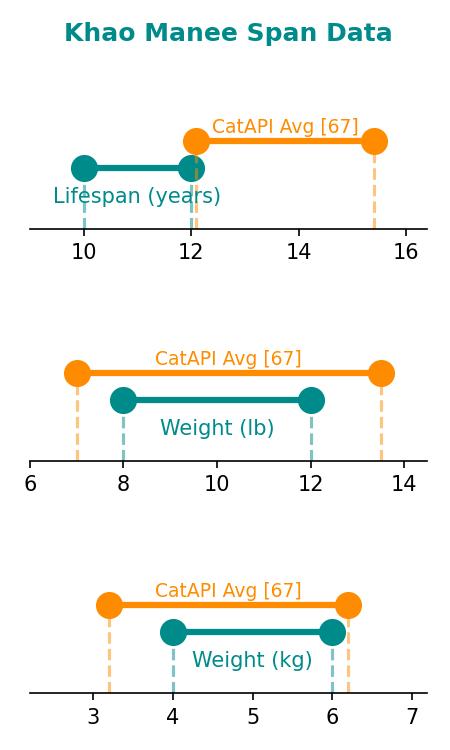 Khao Manee Span Data
CatAPI Avg [67]
Lifespan (years)
10 12 14 16
CatAPI Avg [67]
Weight (lb)
6 8 10 12 14
CatAPI Avg [67]
Weight (kg)
3 4 5 6 7